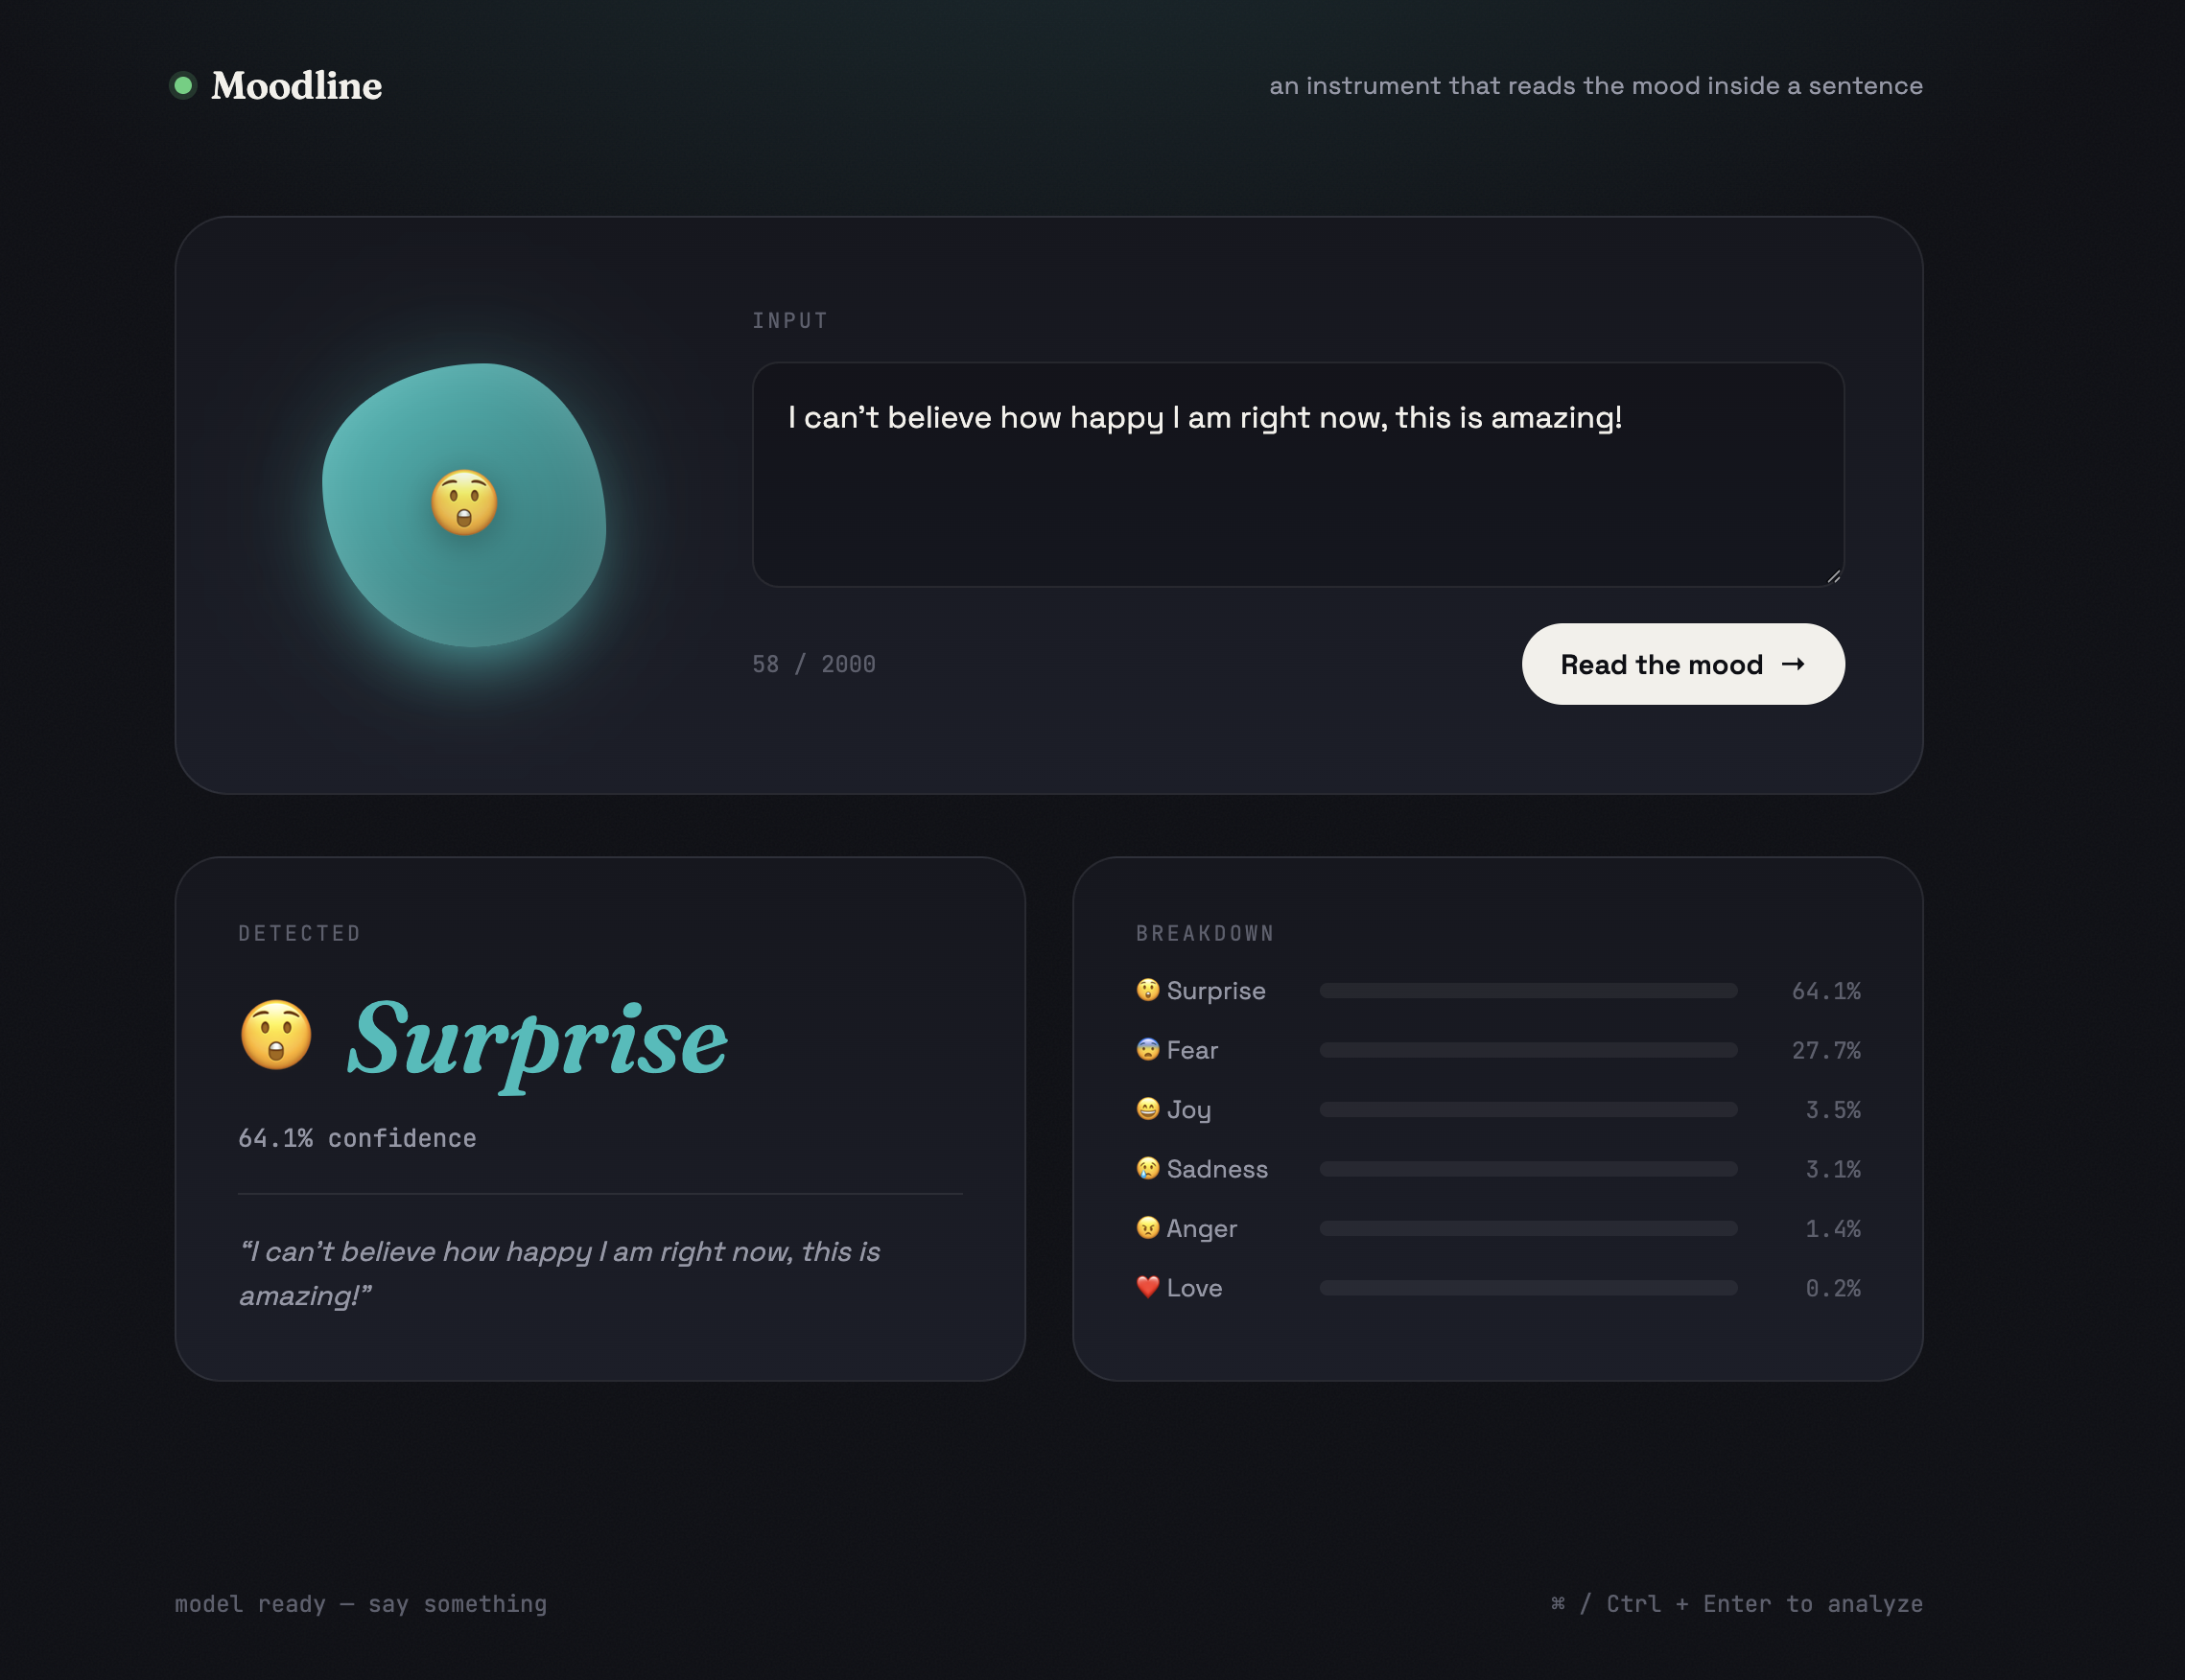 Moodline
an instrument that reads the mood inside a sentence
INPUT
I can’t believe how happy I am right now, this is amazing!
58 / 2000
Read the mood →
DETECTED
😲 Surprise
64.1% confidence
“I can’t believe how happy I am right now, this is
amazing!”
BREAKDOWN
😲 Surprise 64.1%
😨 Fear 27.7%
😄 Joy 3.5%
😢 Sadness 3.1%
😠 Anger 1.4%
❤️ Love 0.2%
model ready — say something
⌘ / Ctrl + Enter to analyze